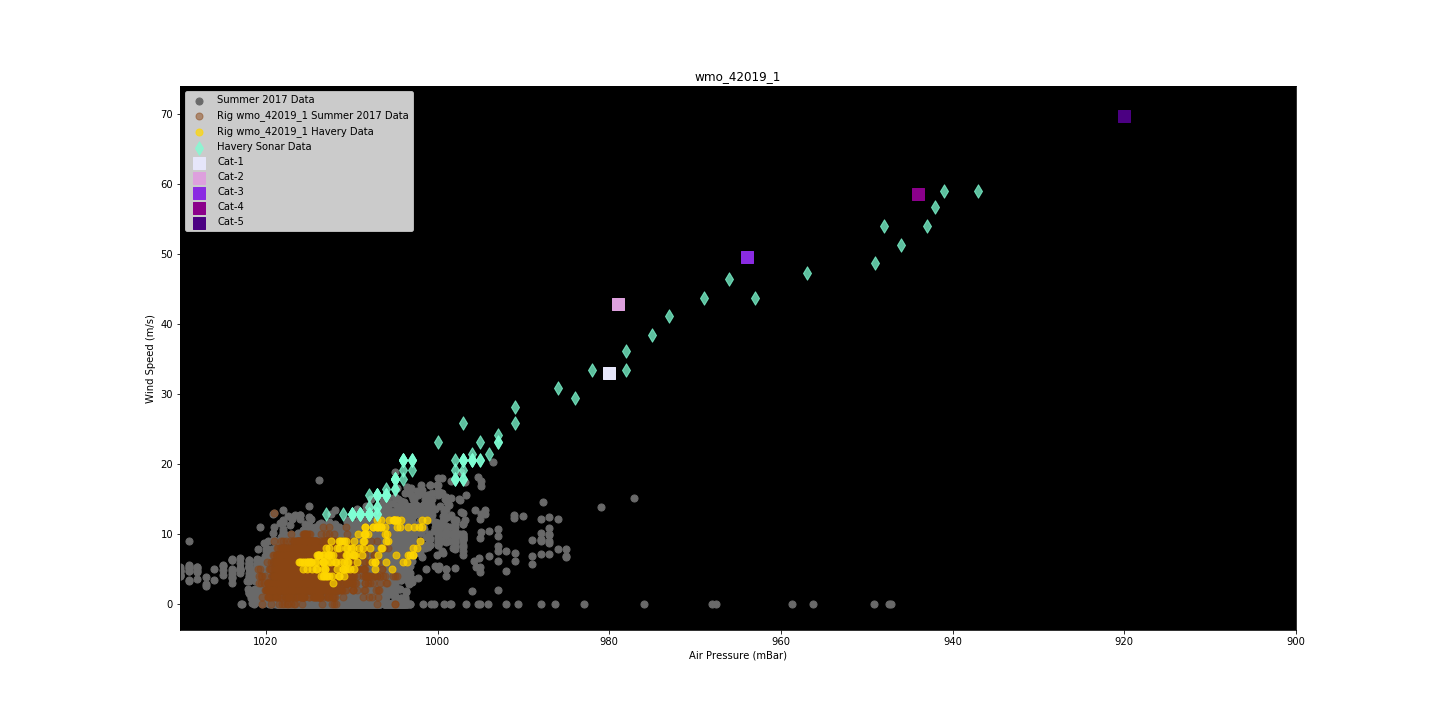 wmo_42019_1
Summer 2017 Data
Rig wmo_42019_1 Summer 2017 Data
Rig wmo_42019_1 Havery Data
Havery Sonar Data
Cat-1
Cat-2
Cat-3
Cat-4
Cat-5
70
60
50
40
30
20
10
0
Wind Speed (m/s)
1020 1000 980 960 940 920 900
Air Pressure (mBar)